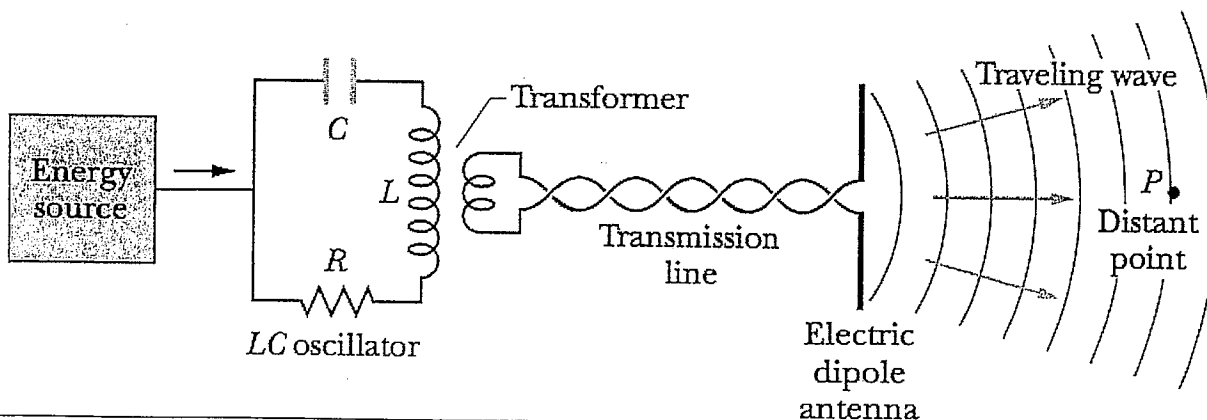 Energy
source
C
L
R
LC oscillator
Transformer
Transmission
line
Electric
dipole
antenna
Traveling wave
P
Distant
point